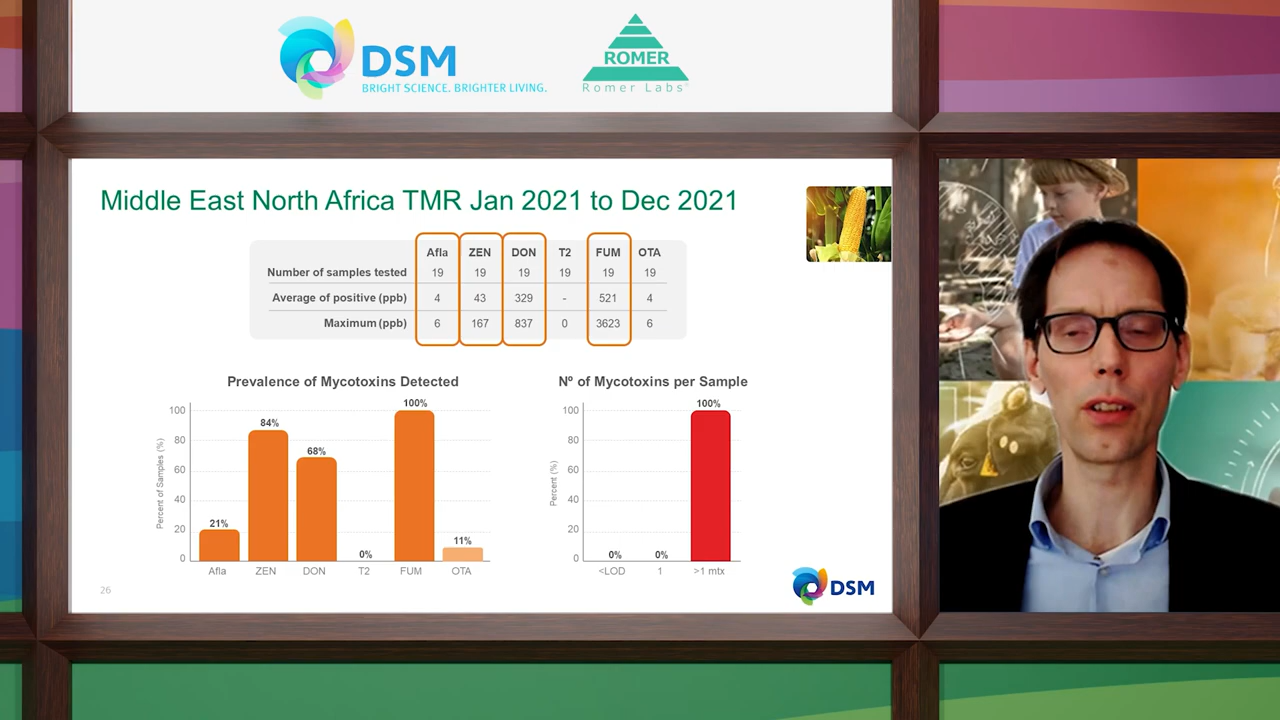 DSM
BRIGHT SCIENCE. BRIGHTER LIVING.
ROMER
Romer Labs®
Middle East North Africa TMR Jan 2021 to Dec 2021
Afla ZEN DON T2 FUM OTA
Number of samples tested 19 19 19 19 19 19
Average of positive (ppb) 4 43 329 - 521 4
Maximum (ppb) 6 167 837 0 3623 6
Prevalence of Mycotoxins Detected
Percent of Samples (%)
100
80
60
40
20
0
21%
84%
68%
0%
100%
11%
Afla ZEN DON T2 FUM OTA
Nº of Mycotoxins per Sample
Percent (%)
100
80
60
40
20
0
0%
0%
100%
<LOD 1 >1 mtx
26
DSM